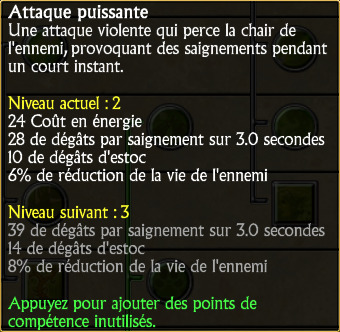 Attaque puissante
Une attaque violente qui perce la chair de
l'ennemi, provoquant des saignements pendant
un court instant.
Niveau actuel : 2
24 Coût en énergie
28 de dégâts par saignement sur 3.0 secondes
10 de dégâts d'estoc
6% de réduction de la vie de l'ennemi
Niveau suivant : 3
39 de dégâts par saignement sur 3.0 secondes
14 de dégâts d'estoc
8% de réduction de la vie de l'ennemi
Appuyez pour ajouter des points de
compétence inutilisés.